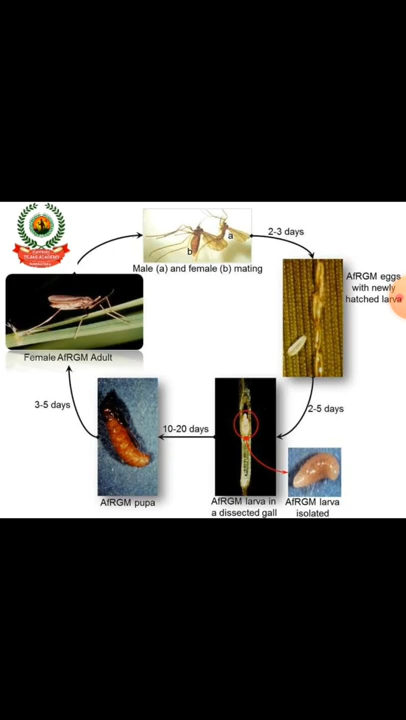 2-3 days
b
a
Male (a) and female (b) mating
AfRGM eggs
with newly
hatched larva
Female AfRGM Adult
2-5 days
3-5 days
10-20 days
AfRGM pupa
AfRGM larva in
a dissected gall
AfRGM larva
isolated